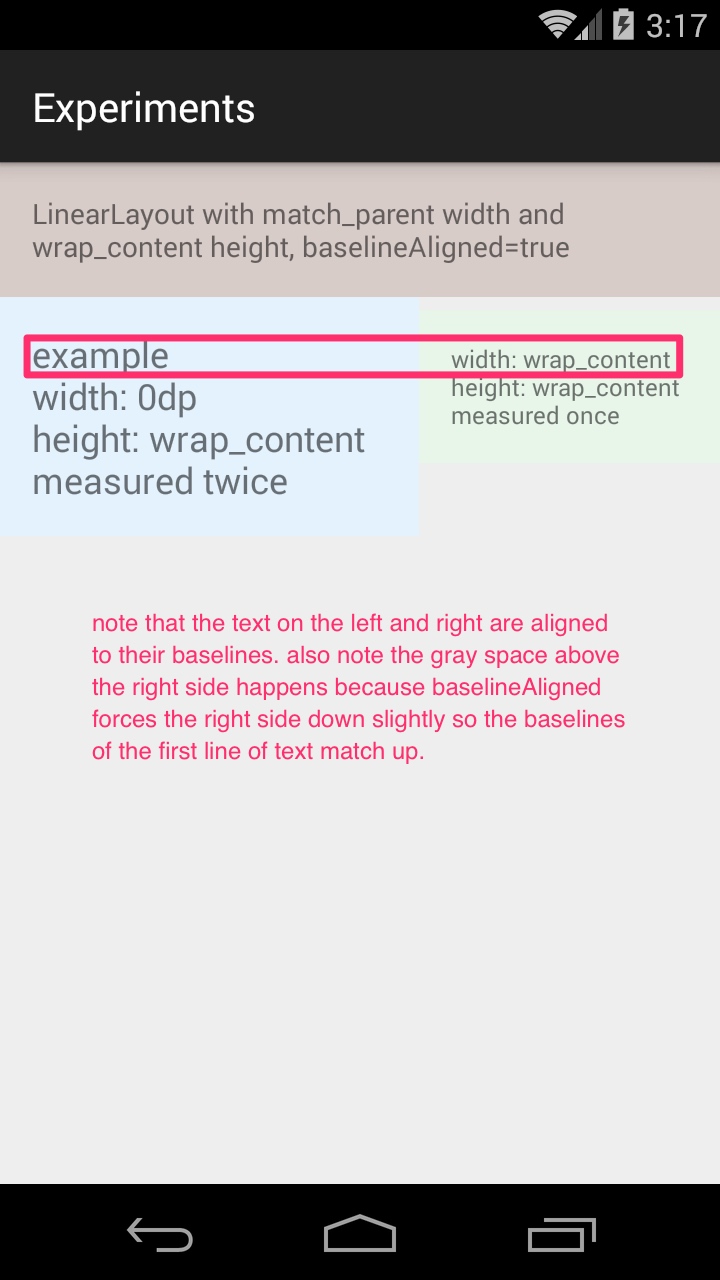 3:17
Experiments
LinearLayout with match_parent width and
wrap_content height, baselineAligned=true
example
width: 0dp
height: wrap_content
measured twice
width: wrap_content
height: wrap_content
measured once
note that the text on the left and right are aligned
to their baselines. also note the gray space above
the right side happens because baselineAligned
forces the right side down slightly so the baselines
of the first line of text match up.